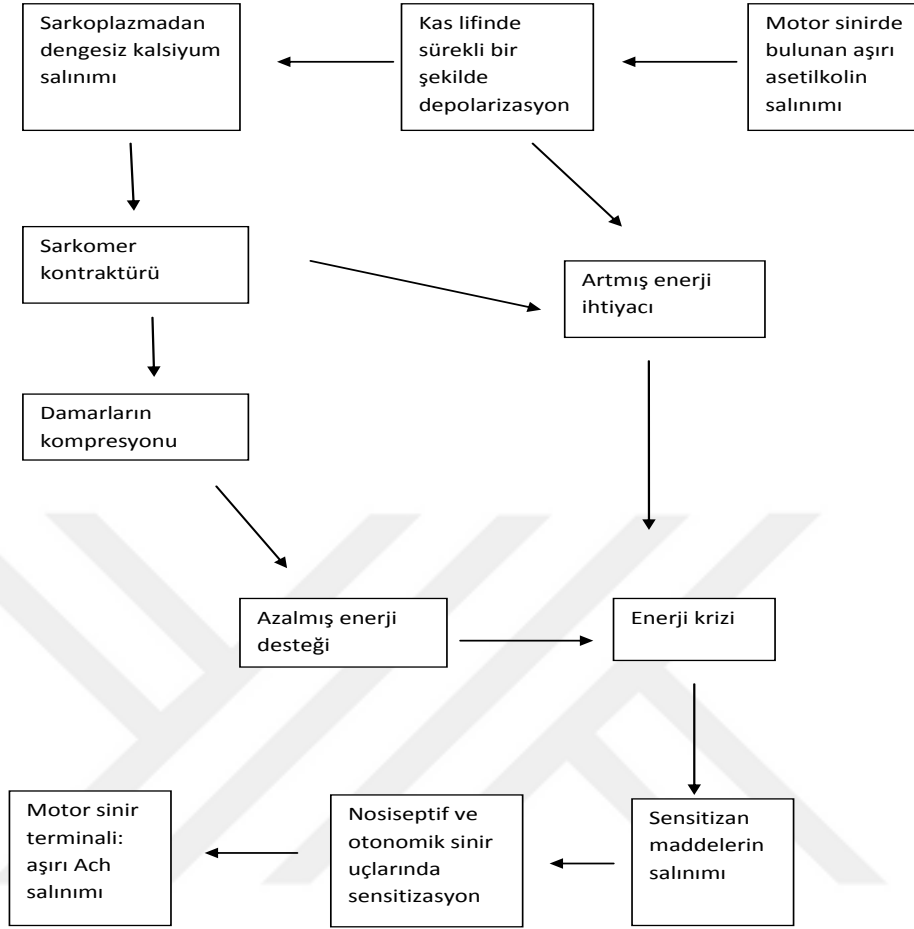 Sarkoplazmadan
dengesiz kalsiyum
salınımı
Kas lifinde
sürekli bir
şekilde
depolarizasyon
Motor sinirde
bulunan aşırı
asetilkolin
salınımı
Sarkomer
kontraktürü
Artmış enerji
ihtiyacı
Damarların
kompresyonu
Azalmış enerji
desteği
Enerji krizi
Motor sinir
terminali:
aşırı Ach
salınımı
Nosiseptif ve
otonomik sinir
uçlarında
sensitizasyon
Sensitizan
maddelerin
salınımı